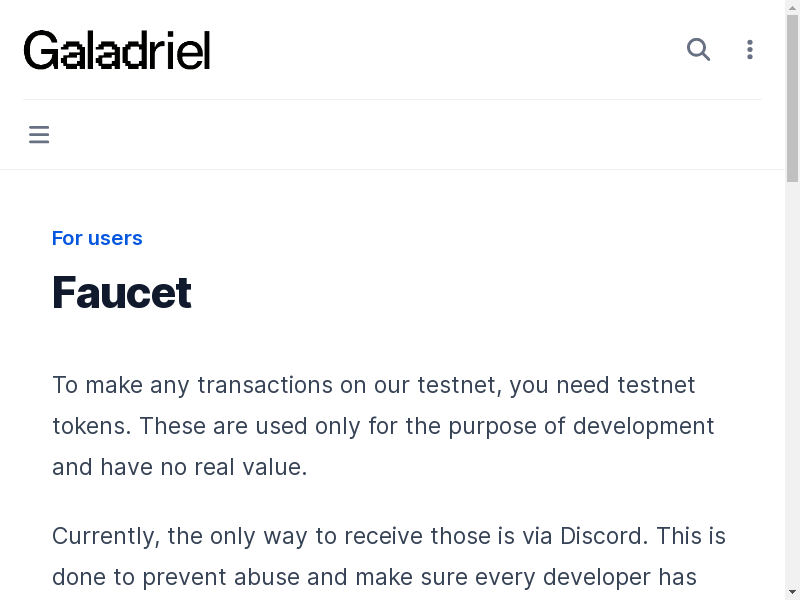 Galadriel
For users
Faucet
To make any transactions on our testnet, you need testnet
tokens. These are used only for the purpose of development
and have no real value.
Currently, the only way to receive those is via Discord. This is
done to prevent abuse and make sure every developer has